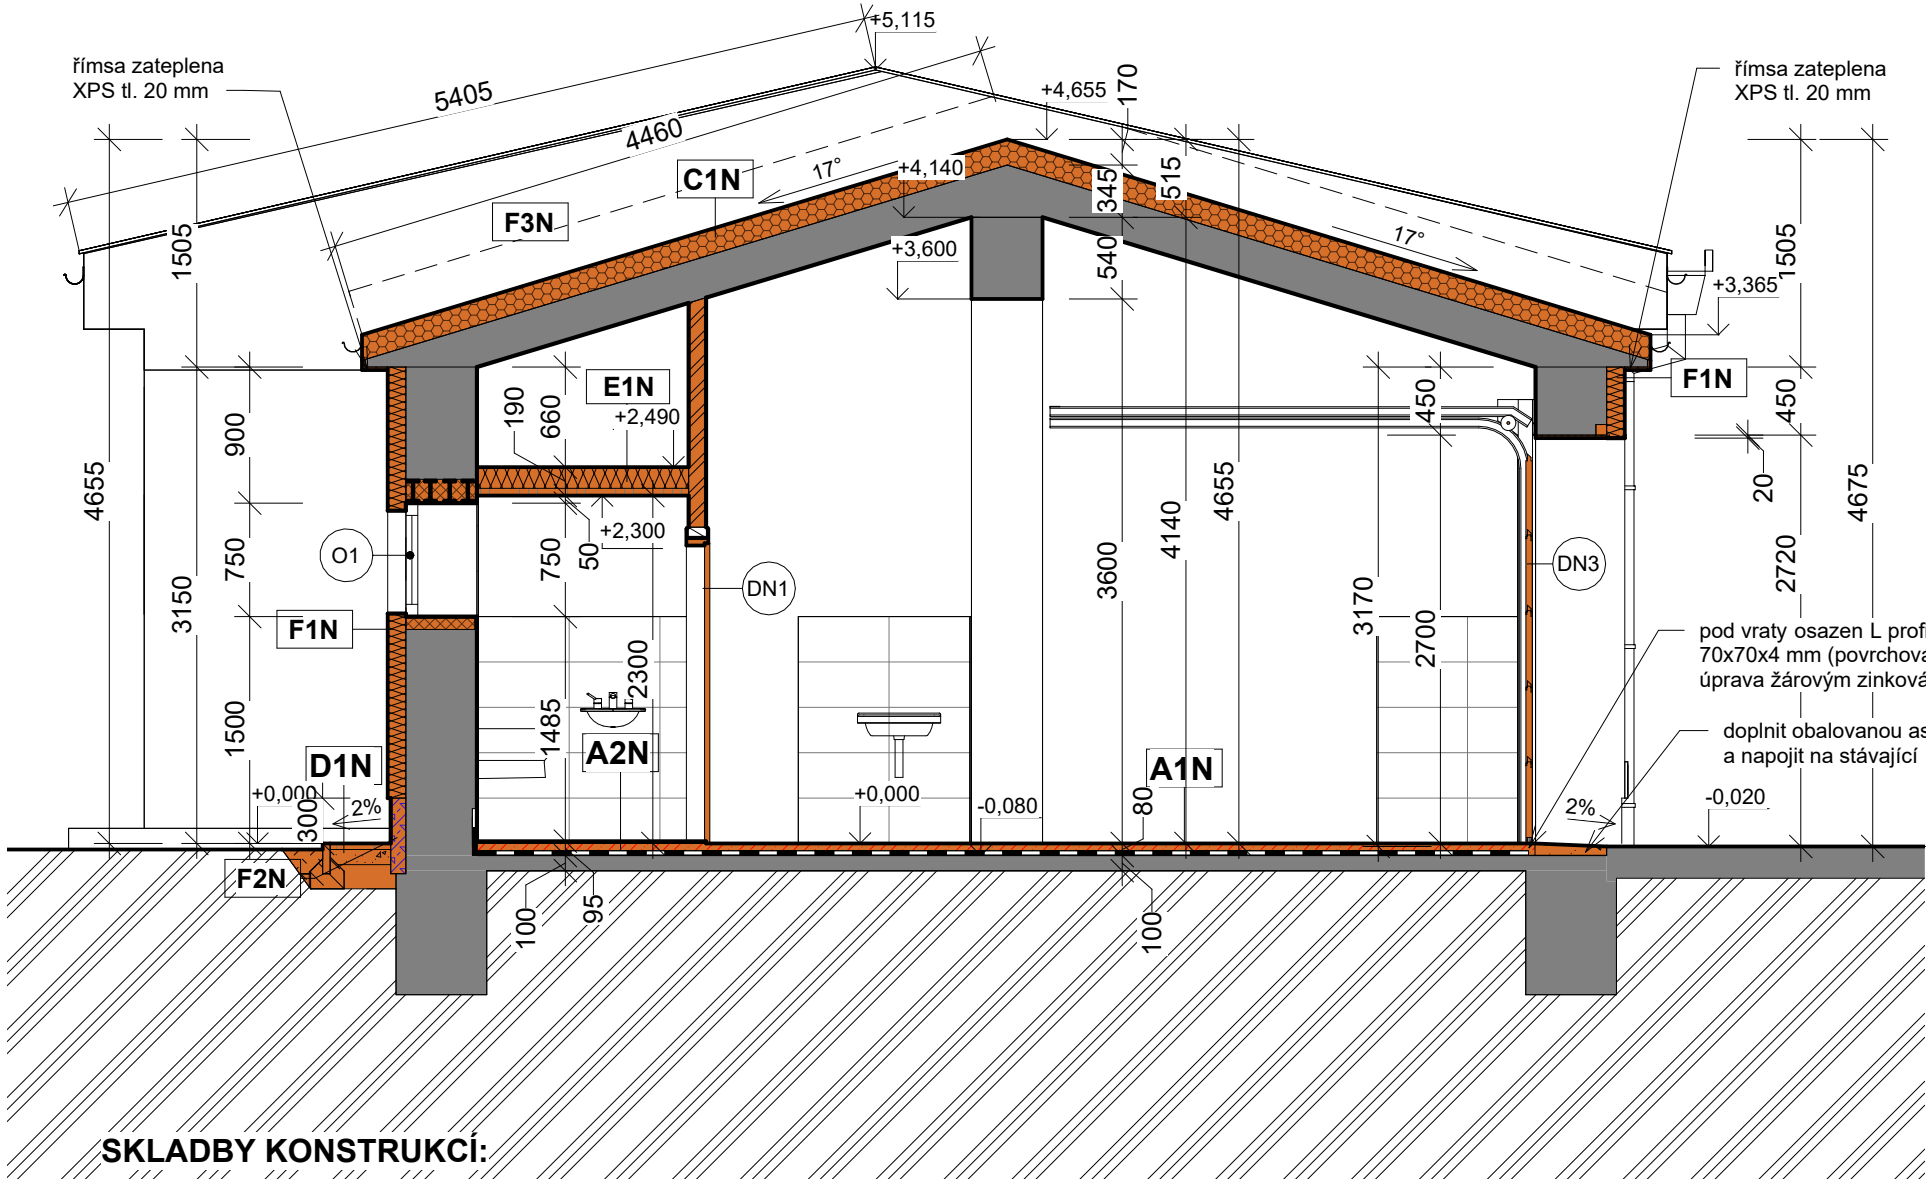 +5,115
římsa zateplena
XPS tl. 20 mm
římsa zateplena
XPS tl. 20 mm
5405
4460
+4,655
170
C1N
17°
+4,140
345
515
F3N
17°
1505
+3,600
540
1505
+3,365
E1N
F1N
190
660
+2,490
450
450
900
4655
4655
20
4675
+2,300
O1
750
750
50
4140
DN1
DN3
3600
2720
3150
F1N
3170
2700
pod vraty osazen L profi
70x70x4 mm (povrchova
úprava žárovým zinková
2300
1500
1485
doplnit obalovanou as
a napojit na stávající
D1N
A2N
A1N
+0,000
300
2%
+0,000
-0,080
80
2%
-0,020
F2N
100
95
100
SKLADBY KONSTRUKCÍ: